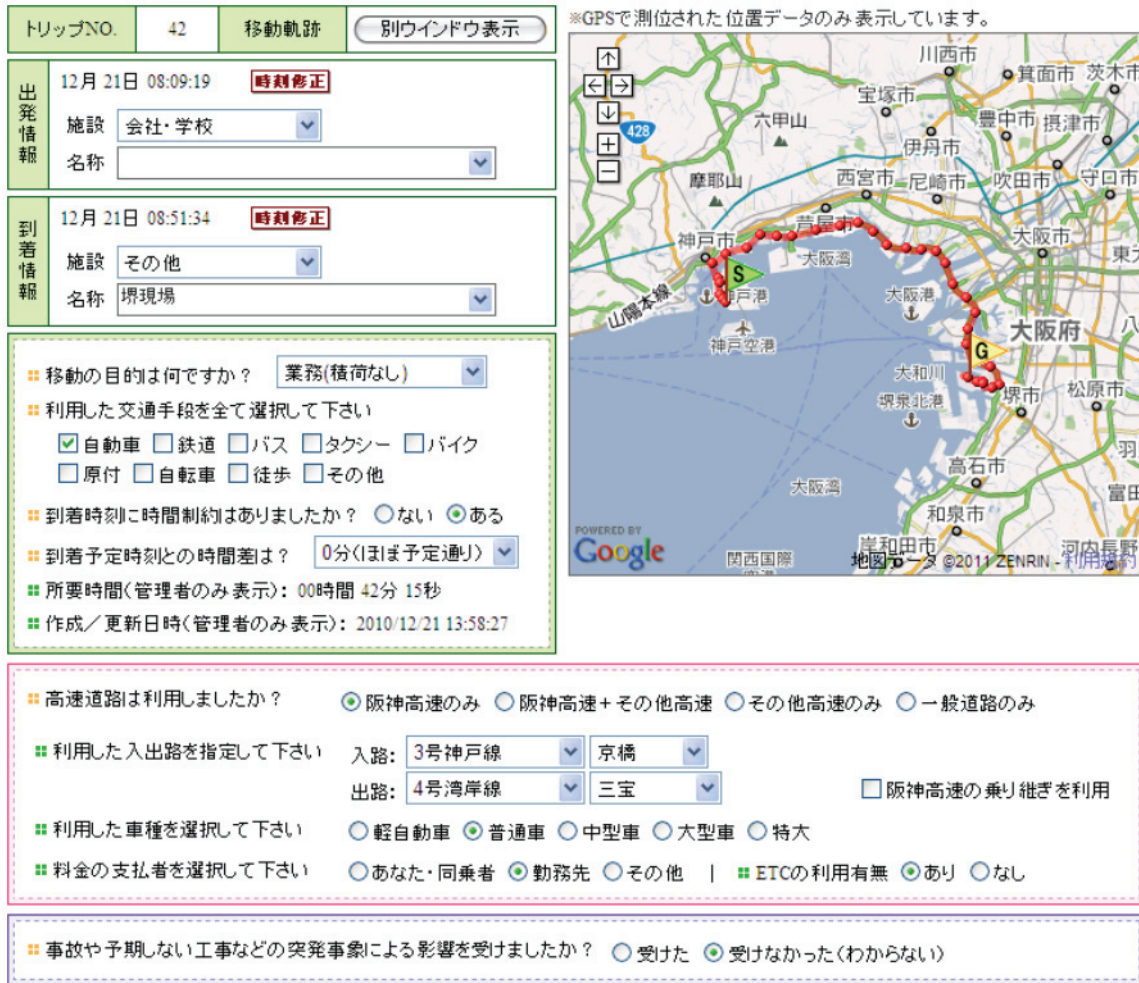 トリップNO. 42 移動軌跡 別ウインドウ表示
出発情報
12月 21日 08:09:19 時刻修正
施設 会社・学校
名称
到着情報
12月 21日 08:51:34 時刻修正
施設 その他
名称 堺現場
移動の目的は何ですか？ 業務(積荷なし)
利用した交通手段を全て選択して下さい
自動車 鉄道 バス タクシー バイク
原付 自転車 徒歩 その他
到着時刻に時間制約はありましたか？ ない ある
到着予定時刻との時間差は？ 0分(ほぼ予定通り)
所要時間(管理者のみ表示)： 00時間 42分 15秒
作成／更新日時(管理者のみ表示)： 2010/12/21 13:58:27
※GPSで測位された位置データのみ表示しています。
川西市
箕面市 茨木市
宝塚市
428 六甲山
豊中市 摂津市
伊丹市
摩耶山
西宮市 尼崎市 吹田市 守口市
芦屋市
神戸市 大阪市
大阪湾
S
神戸港 大阪港
山陽本線
神戸空港
大阪府
G
大和川
堺市 松原市
堺泉北港
高石市
大阪湾
和泉市
POWERED BY
Google
関西国際
岸和田市
河内長野
地図データ ©2011 ZENRIN - 利用規約
高速道路は利用しましたか？ 阪神高速のみ 阪神高速+その他高速 その他高速のみ 一般道路のみ
利用した入出路を指定して下さい 入路： 3号神戸線 京橋
出路： 4号湾岸線 三宝 阪神高速の乗り継ぎを利用
利用した車種を選択して下さい 軽自動車 普通車 中型車 大型車 特大
料金の支払者を選択して下さい あなた・同乗者 勤務先 その他 | ETCの利用有無 あり なし
事故や予期しない工事などの突発事象による影響を受けましたか？ 受けた 受けなかった(わからない)